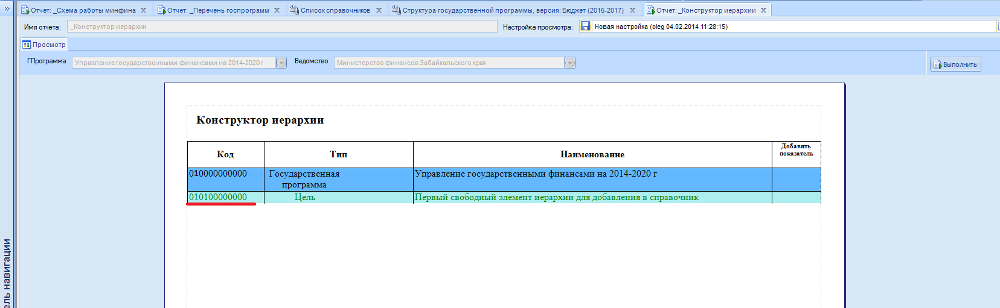 Отчет: _Схема работы минфина
Отчет: _Перечень госпрограмм
Список справочников
Структура государственной программы, версия: Бюджет (2015-2017)
Отчет: _Конструктор иерархии
Имя отчета:
_Конструктор иерархии
Настройка просмотра:
Новая настройка (oleg 04.02.2014 11:28:15)
Просмотр
ГПрограмма
Управление государственными финансами на 2014-2020 г
Ведомство
Министерство финансов Забайкальского края
Выполнить
Конструктор иерархии
Код
Тип
Наименование
Добавить
показатель
010000000000
Государственная
программа
Управление государственными финансами на 2014-2020 г
010100000000
Цель
Первый свободный элемент иерархии для добавления в справочник
ель навигации